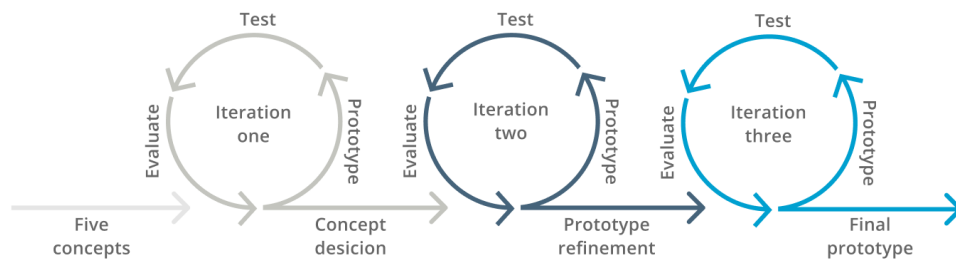 Test
Evaluate
Iteration
one
Prototype
Five
concepts
Concept
desicion
Test
Evaluate
Iteration
two
Prototype
Prototype
refinement
Test
Evaluate
Iteration
three
Prototype
Final
prototype